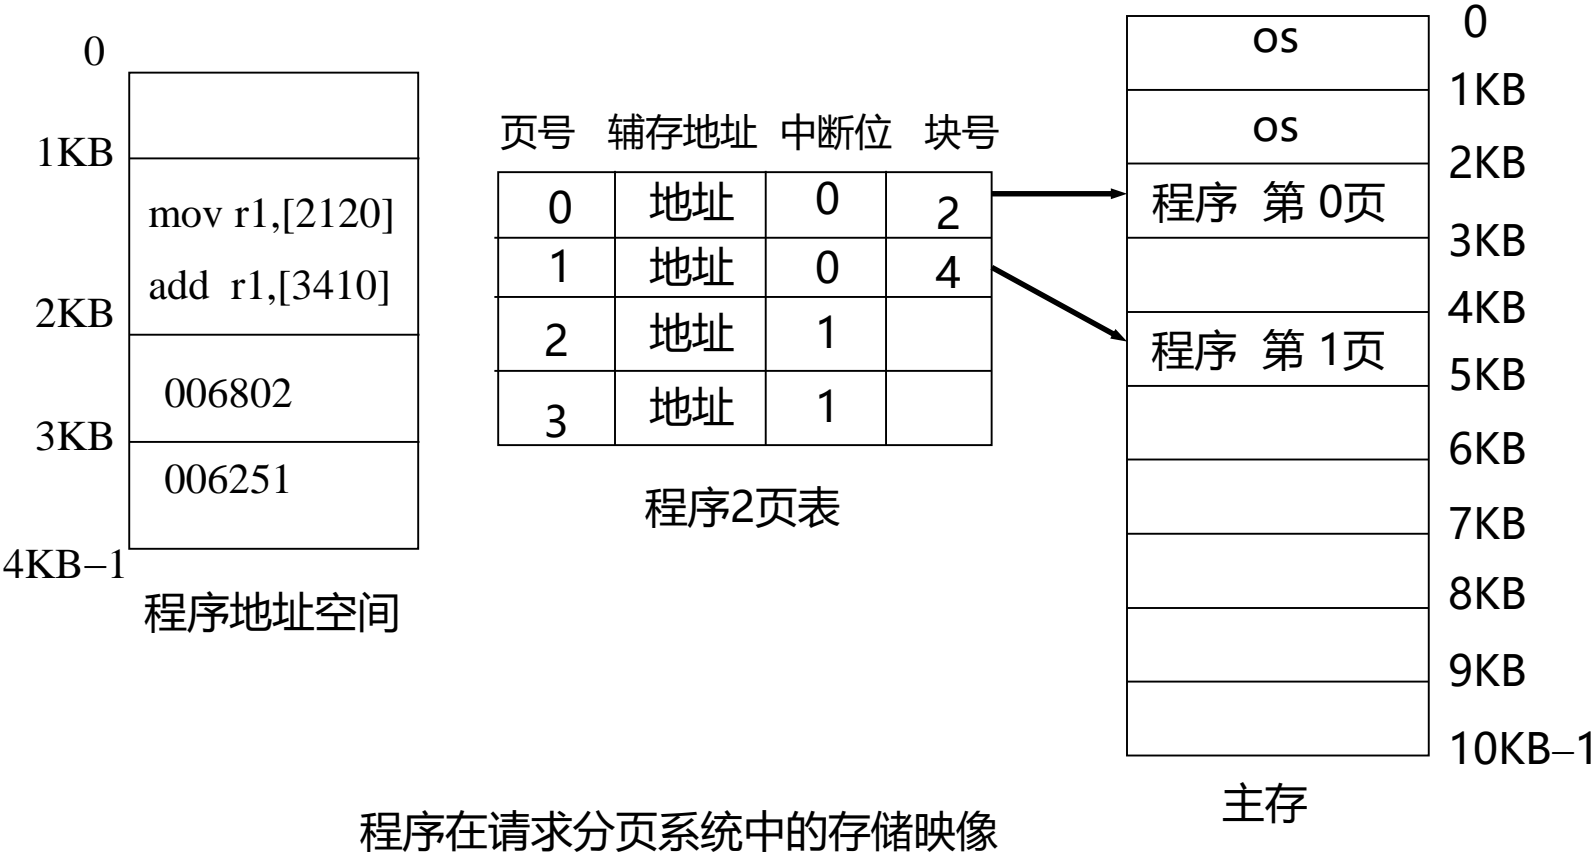 0
1KB
mov r1,[2120]
add r1,[3410]
2KB
006802
3KB
006251
4KB–1
程序地址空间
页号 辅存地址 中断位 块号
0 地址 0 2
1 地址 0 4
2 地址 1
3 地址 1
程序2页表
0
os
1KB
os
2KB
程序 第 0页
3KB
4KB
程序 第 1页
5KB
6KB
7KB
8KB
9KB
10KB–1
主存
程序在请求分页系统中的存储映像